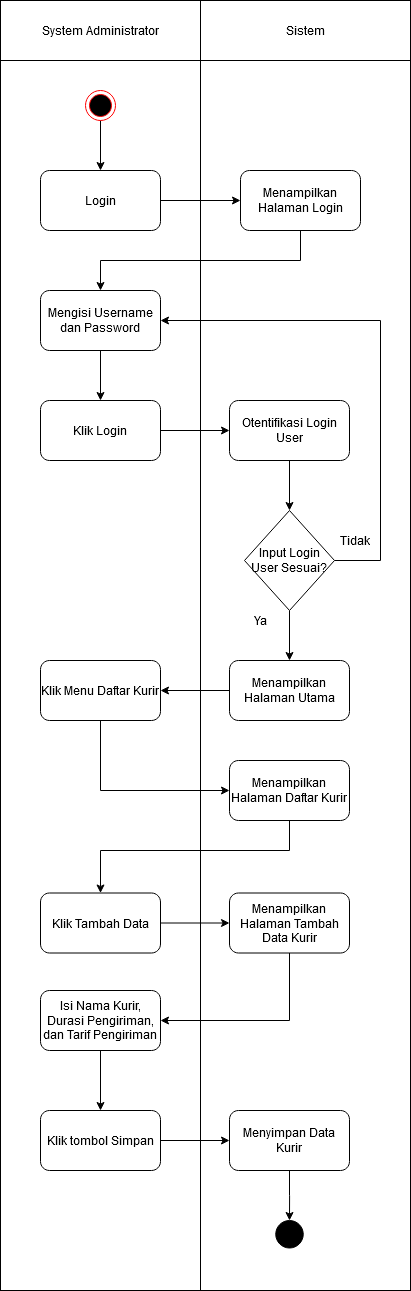 System Administrator
Sistem
Login
Menampilkan
Halaman Login
Mengisi Username
dan Password
Klik Login
Otentifikasi Login
User
Input Login
User Sesuai?
Tidak
Ya
Klik Menu Daftar Kurir
Menampilkan
Halaman Utama
Menampilkan
Halaman Daftar Kurir
Klik Tambah Data
Menampilkan
Halaman Tambah
Data Kurir
Isi Nama Kurir,
Durasi Pengiriman,
dan Tarif Pengiriman
Klik tombol Simpan
Menyimpan Data
Kurir